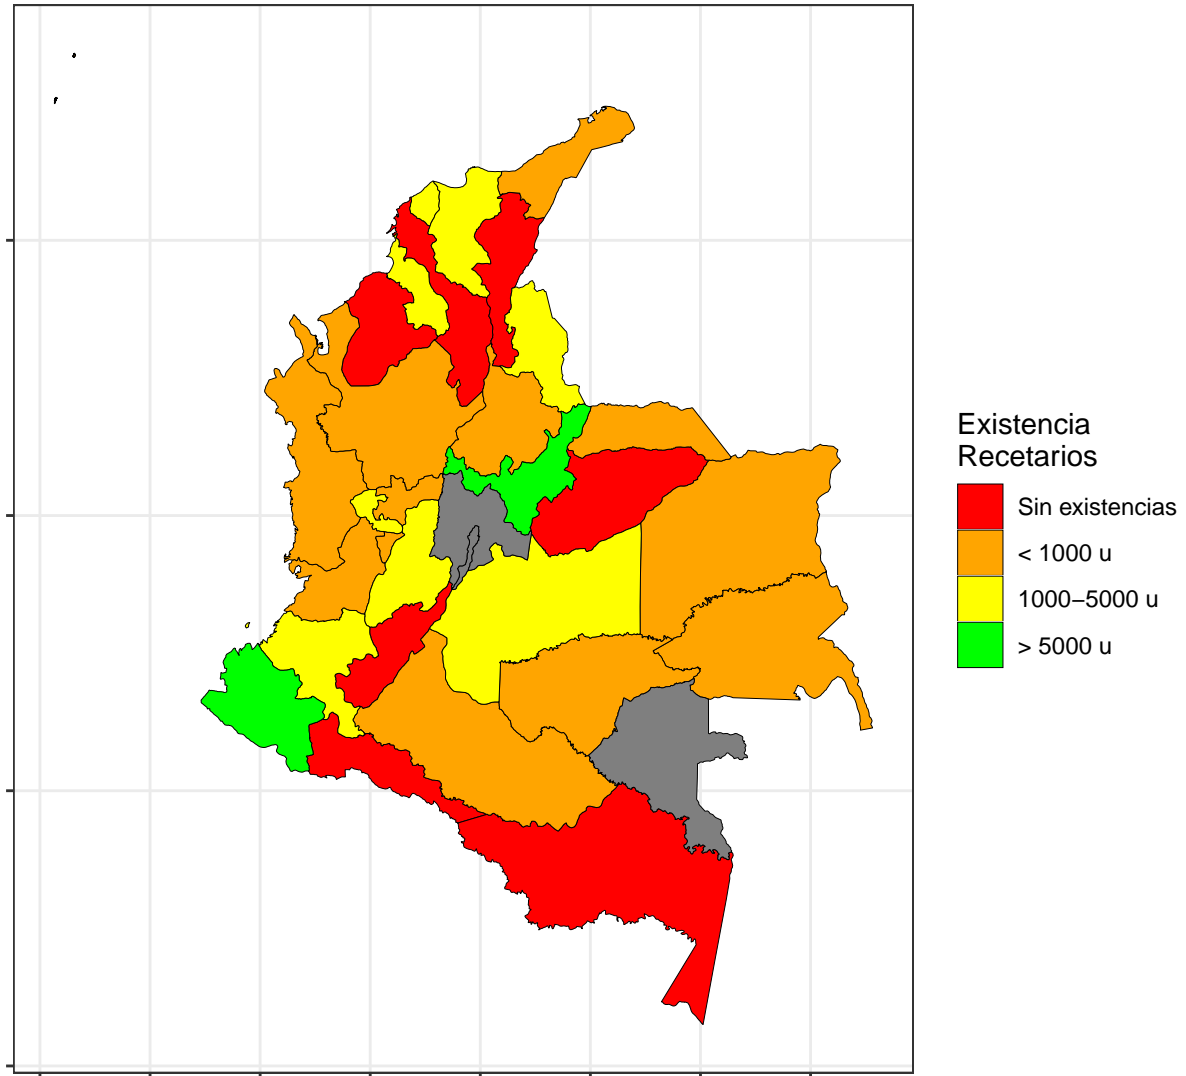 Existencia
Recetarios
Sin existencias
< 1000 u
1000−5000 u
> 5000 u